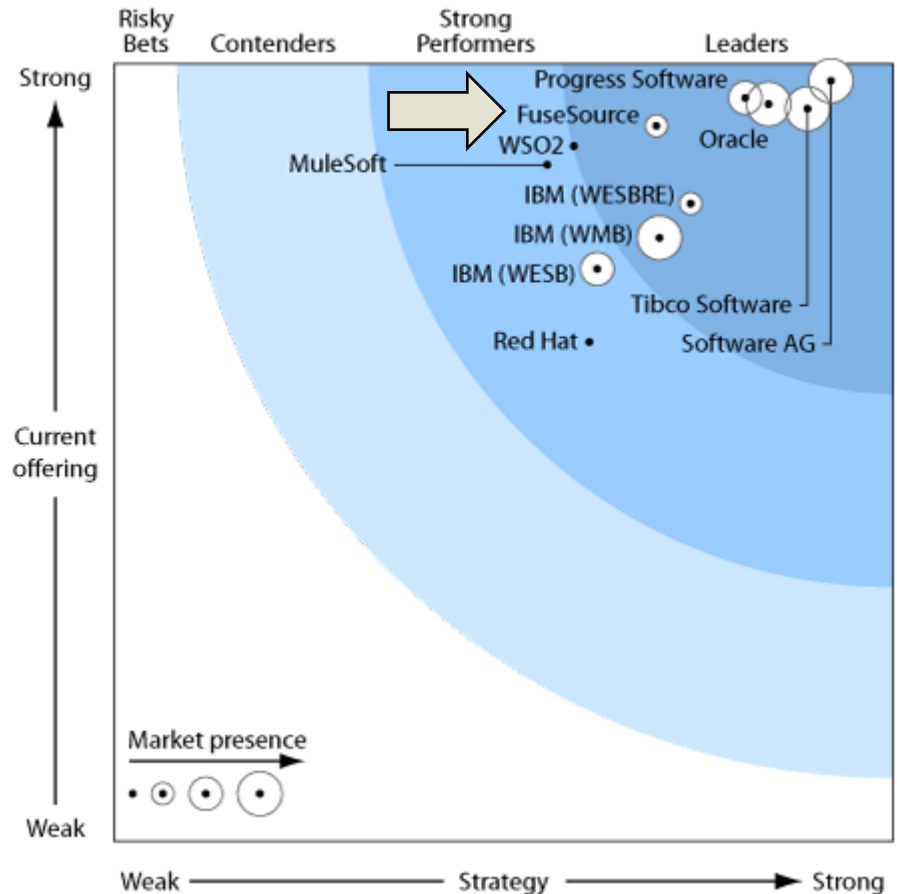 Risky
Bets
Contenders
Strong
Performers
Leaders
Strong
Progress Software
FuseSource
Oracle
WSO2
MuleSoft
IBM (WESBRE)
IBM (WMB)
IBM (WESB)
Tibco Software
Red Hat
Software AG
Current
offering
Market presence
Weak
Weak
Strategy
Strong